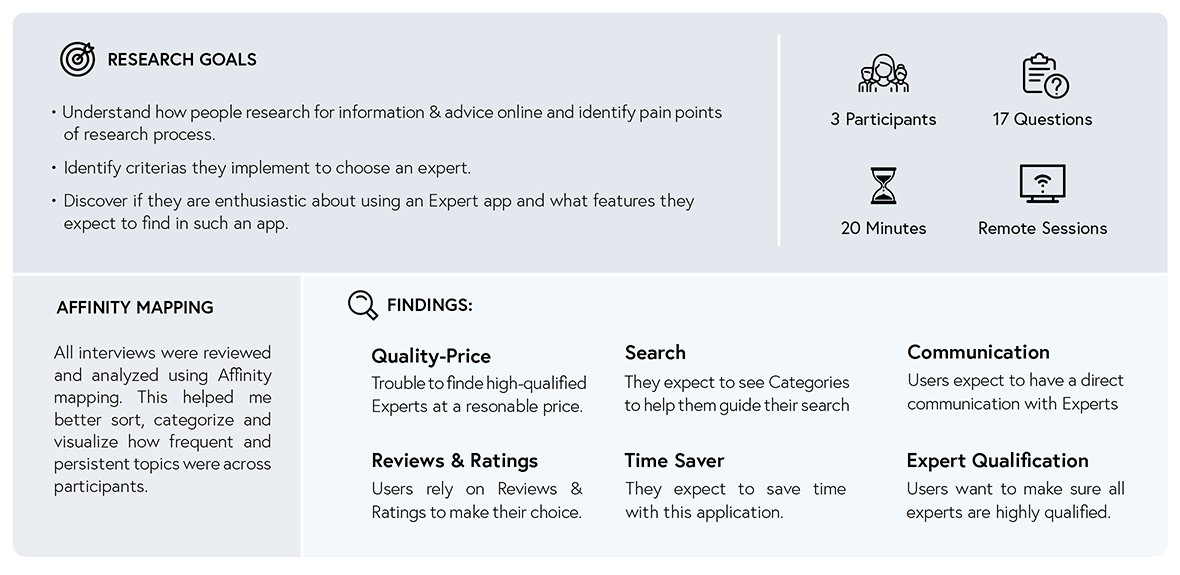 RESEARCH GOALS
• Understand how people research for information & advice online and identify pain points
of research process.
• Identify criterias they implement to choose an expert.
• Discover if they are enthusiastic about using an Expert app and what features they
expect to find in such an app.
3 Participants
17 Questions
20 Minutes
Remote Sessions
AFFINITY MAPPING
All interviews were reviewed
and analyzed using Affinity
mapping. This helped me
better sort, categorize and
visualize how frequent and
persistent topics were across
participants.
FINDINGS:
Quality-Price
Trouble to finde high-qualified
Experts at a resonable price.
Search
They expect to see Categories
to help them guide their search
Communication
Users expect to have a direct
communication with Experts
Reviews & Ratings
Users rely on Reviews &
Ratings to make their choice.
Time Saver
They expect to save time
with this application.
Expert Qualification
Users want to make sure all
experts are highly qualified.